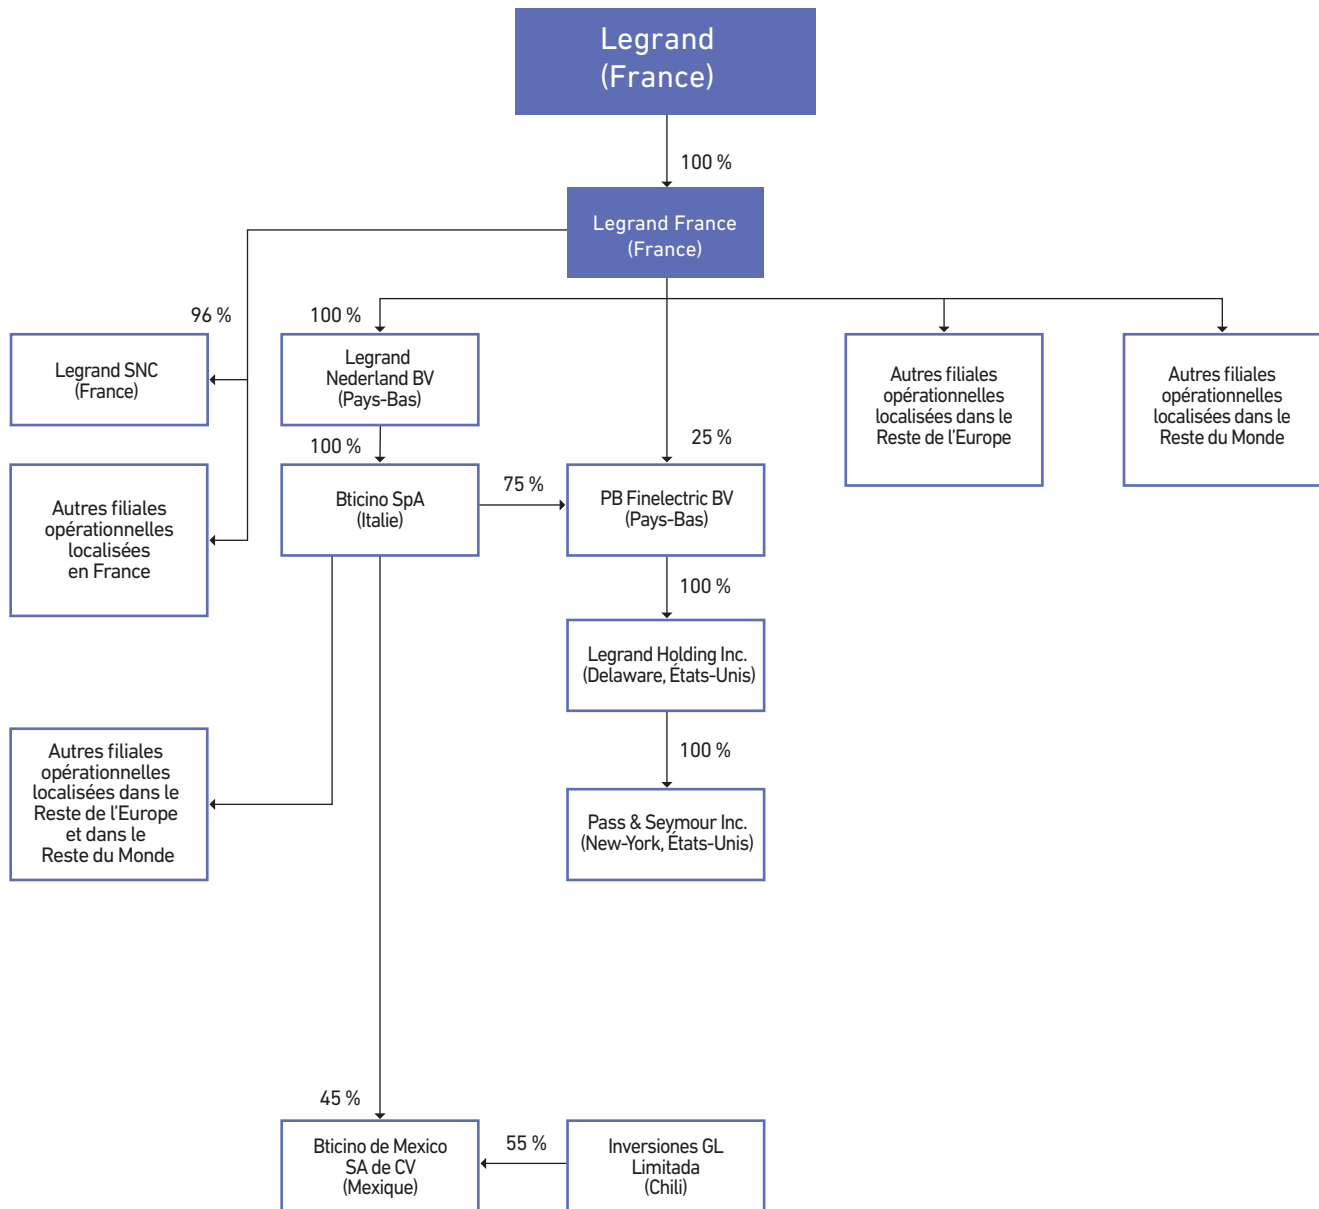 Legrand
(France)
100 %
Legrand France
(France)
96 %
100 %
Legrand SNC
(France)
Legrand
Nederland BV
(Pays-Bas)
Autres filiales
opérationnelles
localisées dans le
Reste de l'Europe
Autres filiales
opérationnelles
localisées dans le
Reste du Monde
100 %
25 %
Autres filiales
opérationnelles
localisées
en France
Bticino SpA
(Italie)
75 %
PB Finelectric BV
(Pays-Bas)
100 %
Legrand Holding Inc.
(Delaware, États-Unis)
100 %
Autres filiales
opérationnelles
localisées dans le
Reste de l'Europe
et dans le
Reste du Monde
Pass & Seymour Inc.
(New-York, États-Unis)
45 %
Bticino de Mexico
SA de CV
(Mexique)
55 %
Inversiones GL
Limitada
(Chili)